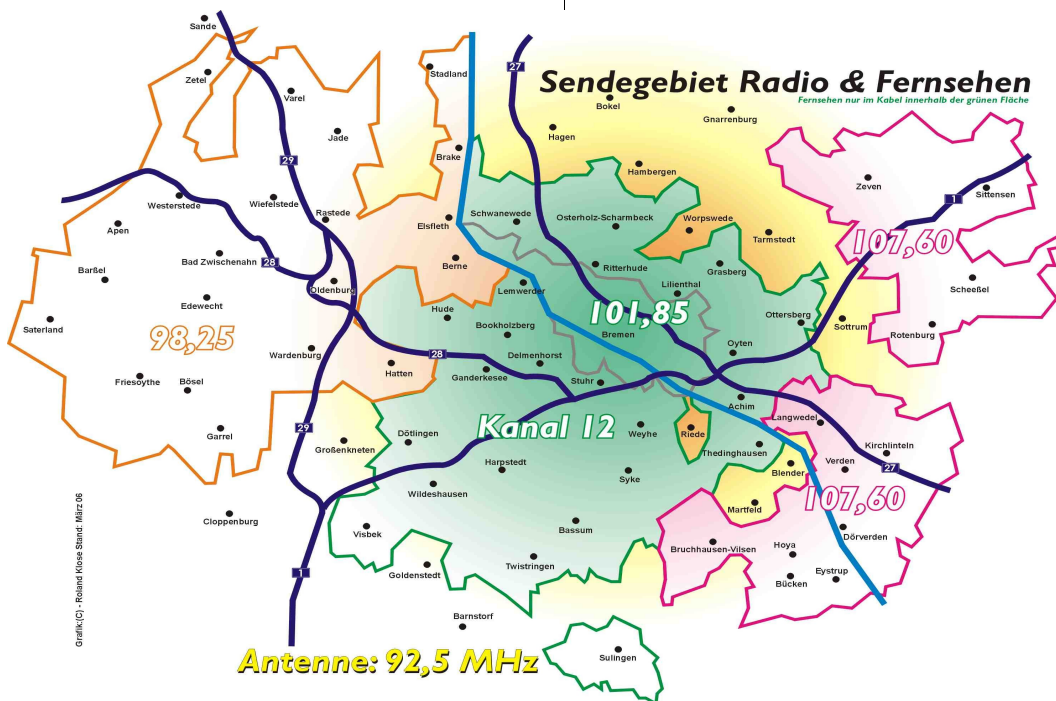 Sande
Zetel
Varel
Jade
29
Stadland
27
Sendegebiet Radio & Fernsehen
Fernsehen nur im Kabel innerhalb der grünen Fläche
Bokel
Gnarrenburg
Hagen
Brake
Hambergen
Zeven
Sittensen
1
Westerstede
Wiefelstede
Rastede
Apen
Elsfleth
Schwanewede
Osterholz-Scharmbeck
Worpswede
Tarmstedt
107,60
Bad Zwischenahn
28
Barßel
Berne
Ritterhude
Grasberg
Scheeßel
Oldenburg
Lemwerder
Lilienthal
Edewecht
Saterland
Hude
101,85
Ottersberg
Sottrum
Rotenburg
98,25
Bookholzberg
Bremen
Wardenburg
28
Oyten
Hatten
Delmenhorst
Ganderkesee
Stuhr
Friesoythe
Bösel
Achim
Langwedel
Garrel
29
Kanal 12
Dötlingen
Weyhe
Riede
Großenkneten
Thedinghausen
Kirchlinteln
Harpstedt
Verden
27
Blender
Syke
Wildeshausen
107,60
Martfeld
Cloppenburg
Visbek
Bassum
Dörverden
Bruchhausen-Vilsen
Hoya
Twistringen
Goldenstedt
Eystrup
Bücken
1
Barnstorf
Sulingen
Antenne: 92,5 MHz
Grafik:(C) - Roland Klose Stand: März 06